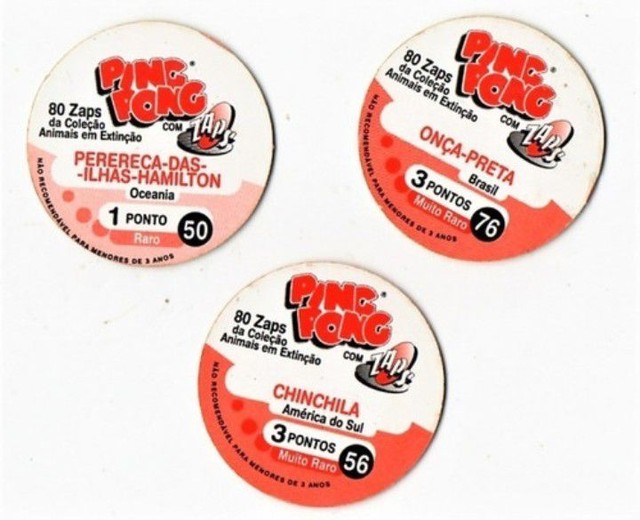 PING
PONG®
COM ZAPS
80 Zaps
da Coleção
Animais em Extinção
PERERECA-DAS-
-ILHAS-HAMILTON
Oceania
1 PONTO
Raro
50
NÃO RECOMENDÁVEL PARA MENORES DE 3 ANOS
PING
PONG®
COM ZAPS
80 Zaps
da Coleção
Animais em Extinção
ONÇA-PRETA
Brasil
3 PONTOS
Muito Raro
76
NÃO RECOMENDÁVEL PARA MENORES DE 3 ANOS
PING
PONG®
COM ZAPS
80 Zaps
da Coleção
Animais em Extinção
CHINCHILA
América do Sul
3 PONTOS
Muito Raro
56
NÃO RECOMENDÁVEL PARA MENORES DE 3 ANOS